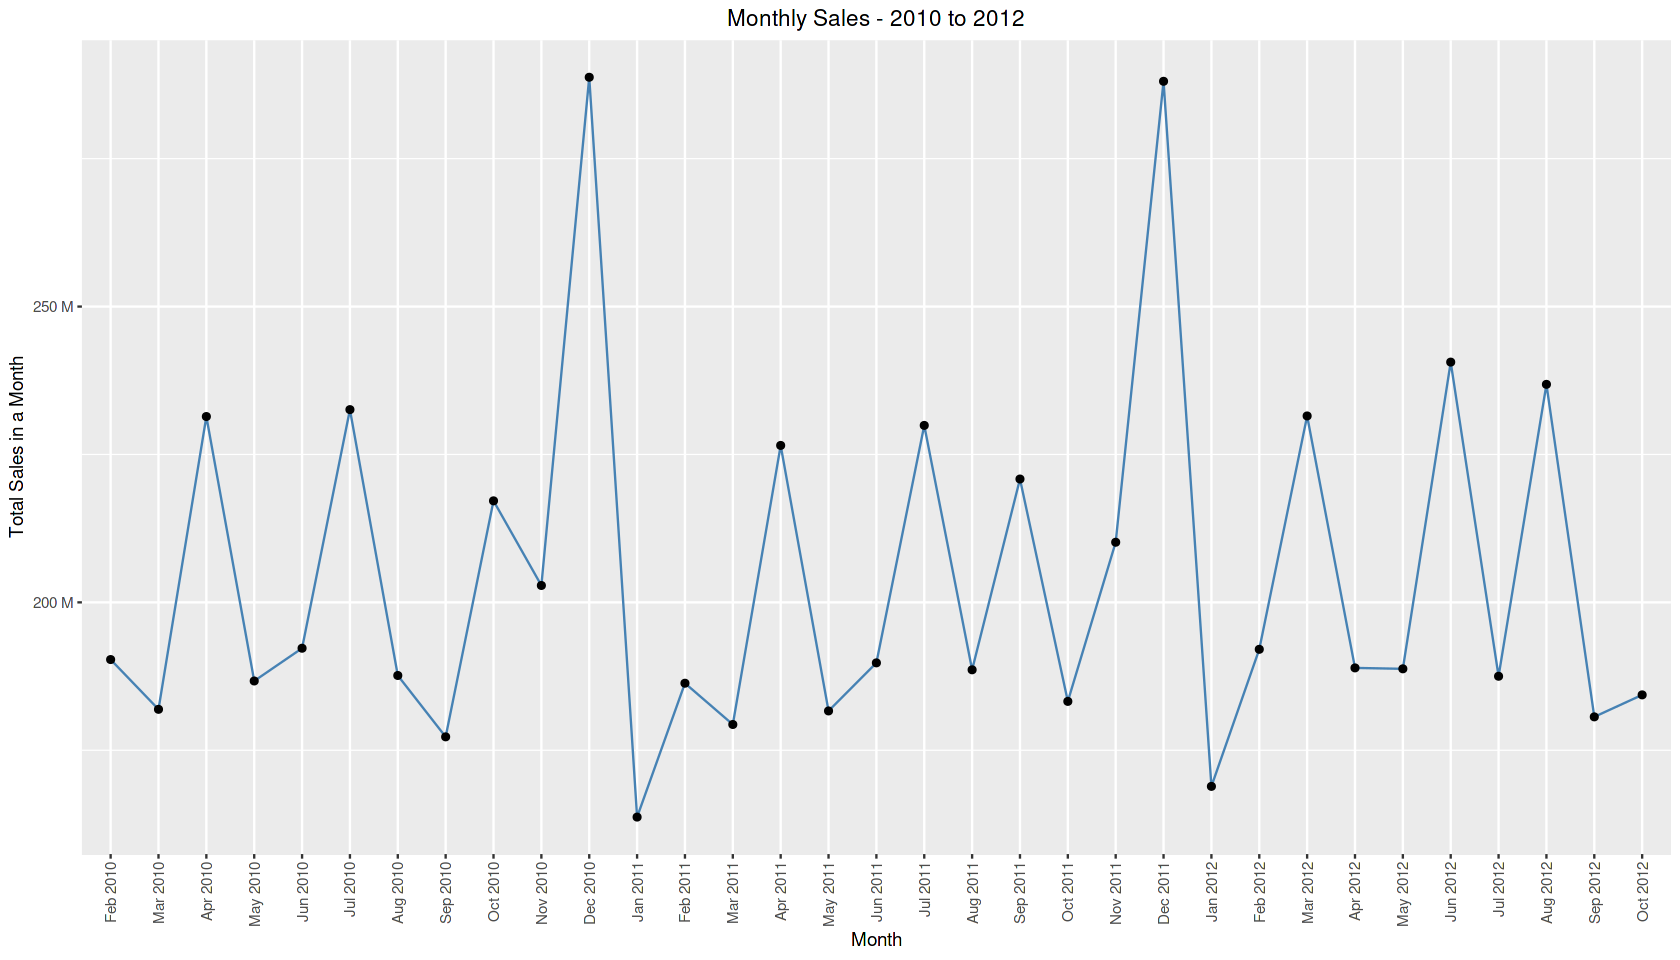 Monthly Sales - 2010 to 2012
Total Sales in a Month
250 M
200 M
Feb 2010
Mar 2010
Apr 2010
May 2010
Jun 2010
Jul 2010
Aug 2010
Sep 2010
Oct 2010
Nov 2010
Dec 2010
Jan 2011
Feb 2011
Mar 2011
Apr 2011
May 2011
Jun 2011
Jul 2011
Aug 2011
Sep 2011
Oct 2011
Nov 2011
Dec 2011
Jan 2012
Feb 2012
Mar 2012
Apr 2012
May 2012
Jun 2012
Jul 2012
Aug 2012
Sep 2012
Oct 2012
Month